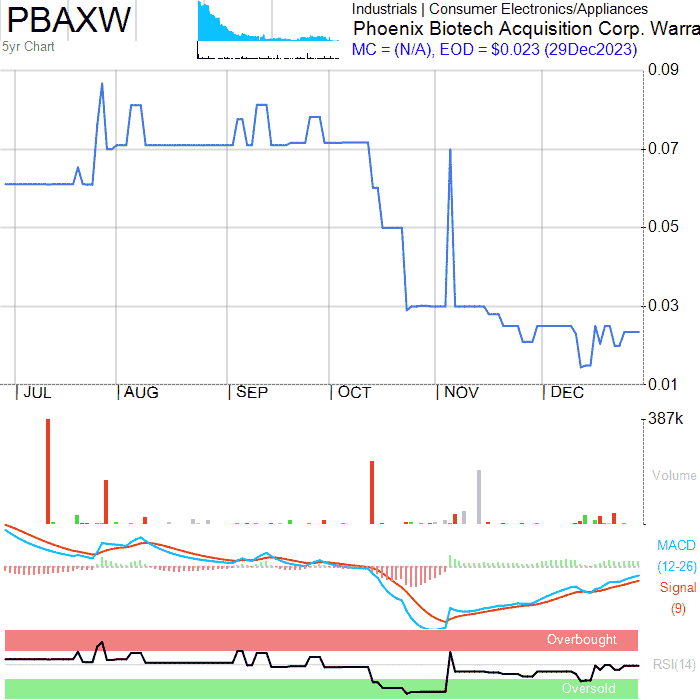 PBAXW
5yr Chart
Industrials | Consumer Electronics/Appliances
Phoenix Biotech Acquisition Corp. Warra
MC = (N/A), EOD = $0.023 (29Dec2023)
0.09
0.07
0.05
0.03
0.01
JUL AUG SEP OCT NOV DEC
387k
Volume
MACD
(12-26)
Signal
(9)
Overbought
RSI(14)
Oversold